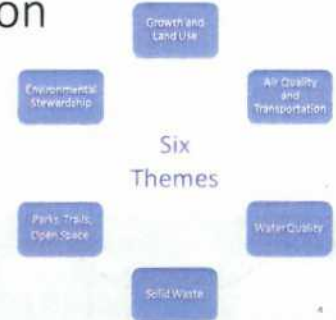 on
Growth and
Land Use
Environmental
Stewardship
Air Quality
and
Transportation
Six
Themes
Parks, Trails,
Open Space
Water Quality
Solid Waste
4